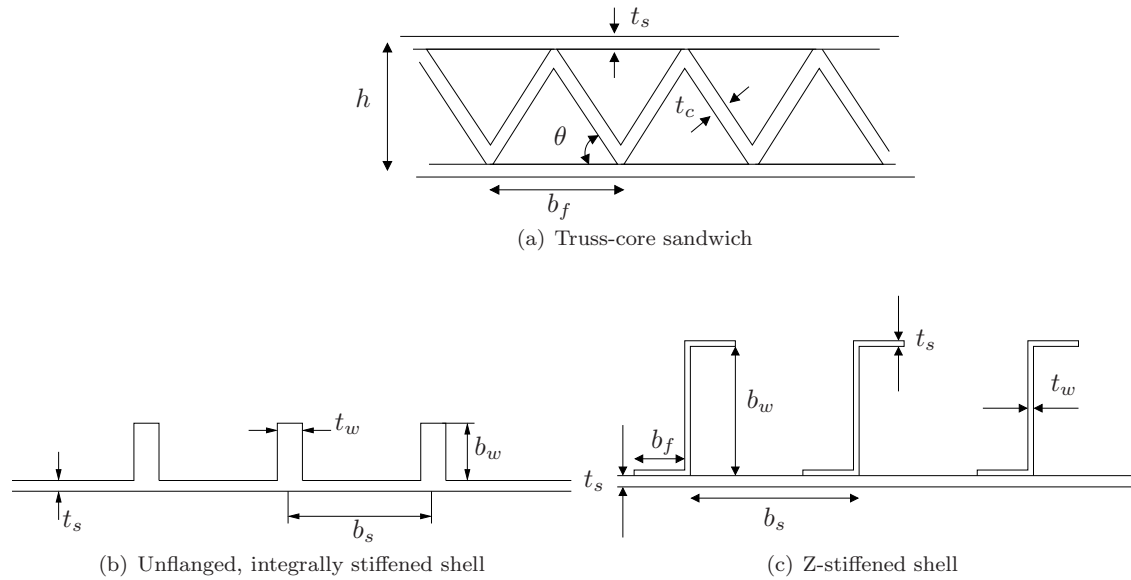 t_s
h
t_c
θ
b_f
(a) Truss-core sandwich
t_s
t_w
b_w
b_w
t_w
b_f
t_s
t_s
b_s
b_s
(b) Unflanged, integrally stiffened shell
(c) Z-stiffened shell